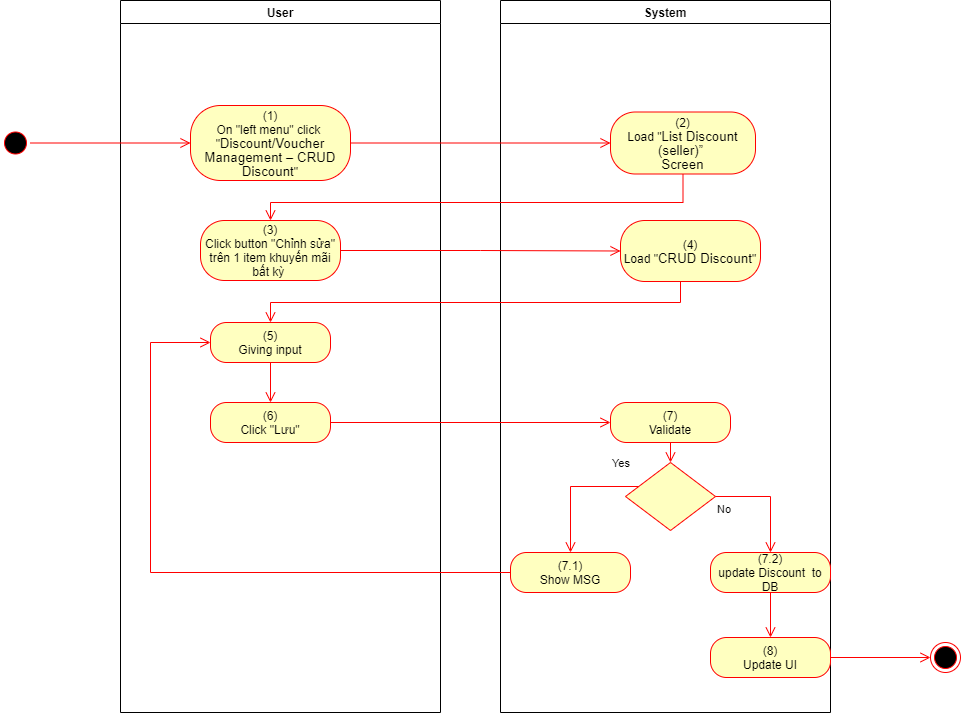 User
System
(1)
On "left menu" click
"Discount/Voucher
Management – CRUD
Discount"
(2)
Load "List Discount
(seller)”
Screen
(3)
Click button "Chỉnh sửa"
trên 1 item khuyến mãi
bất kỳ
(4)
Load "CRUD Discount"
(5)
Giving input
(6)
Click "Lưu"
(7)
Validate
Yes
No
(7.1)
Show MSG
(7.2)
update Discount to
DB
(8)
Update UI